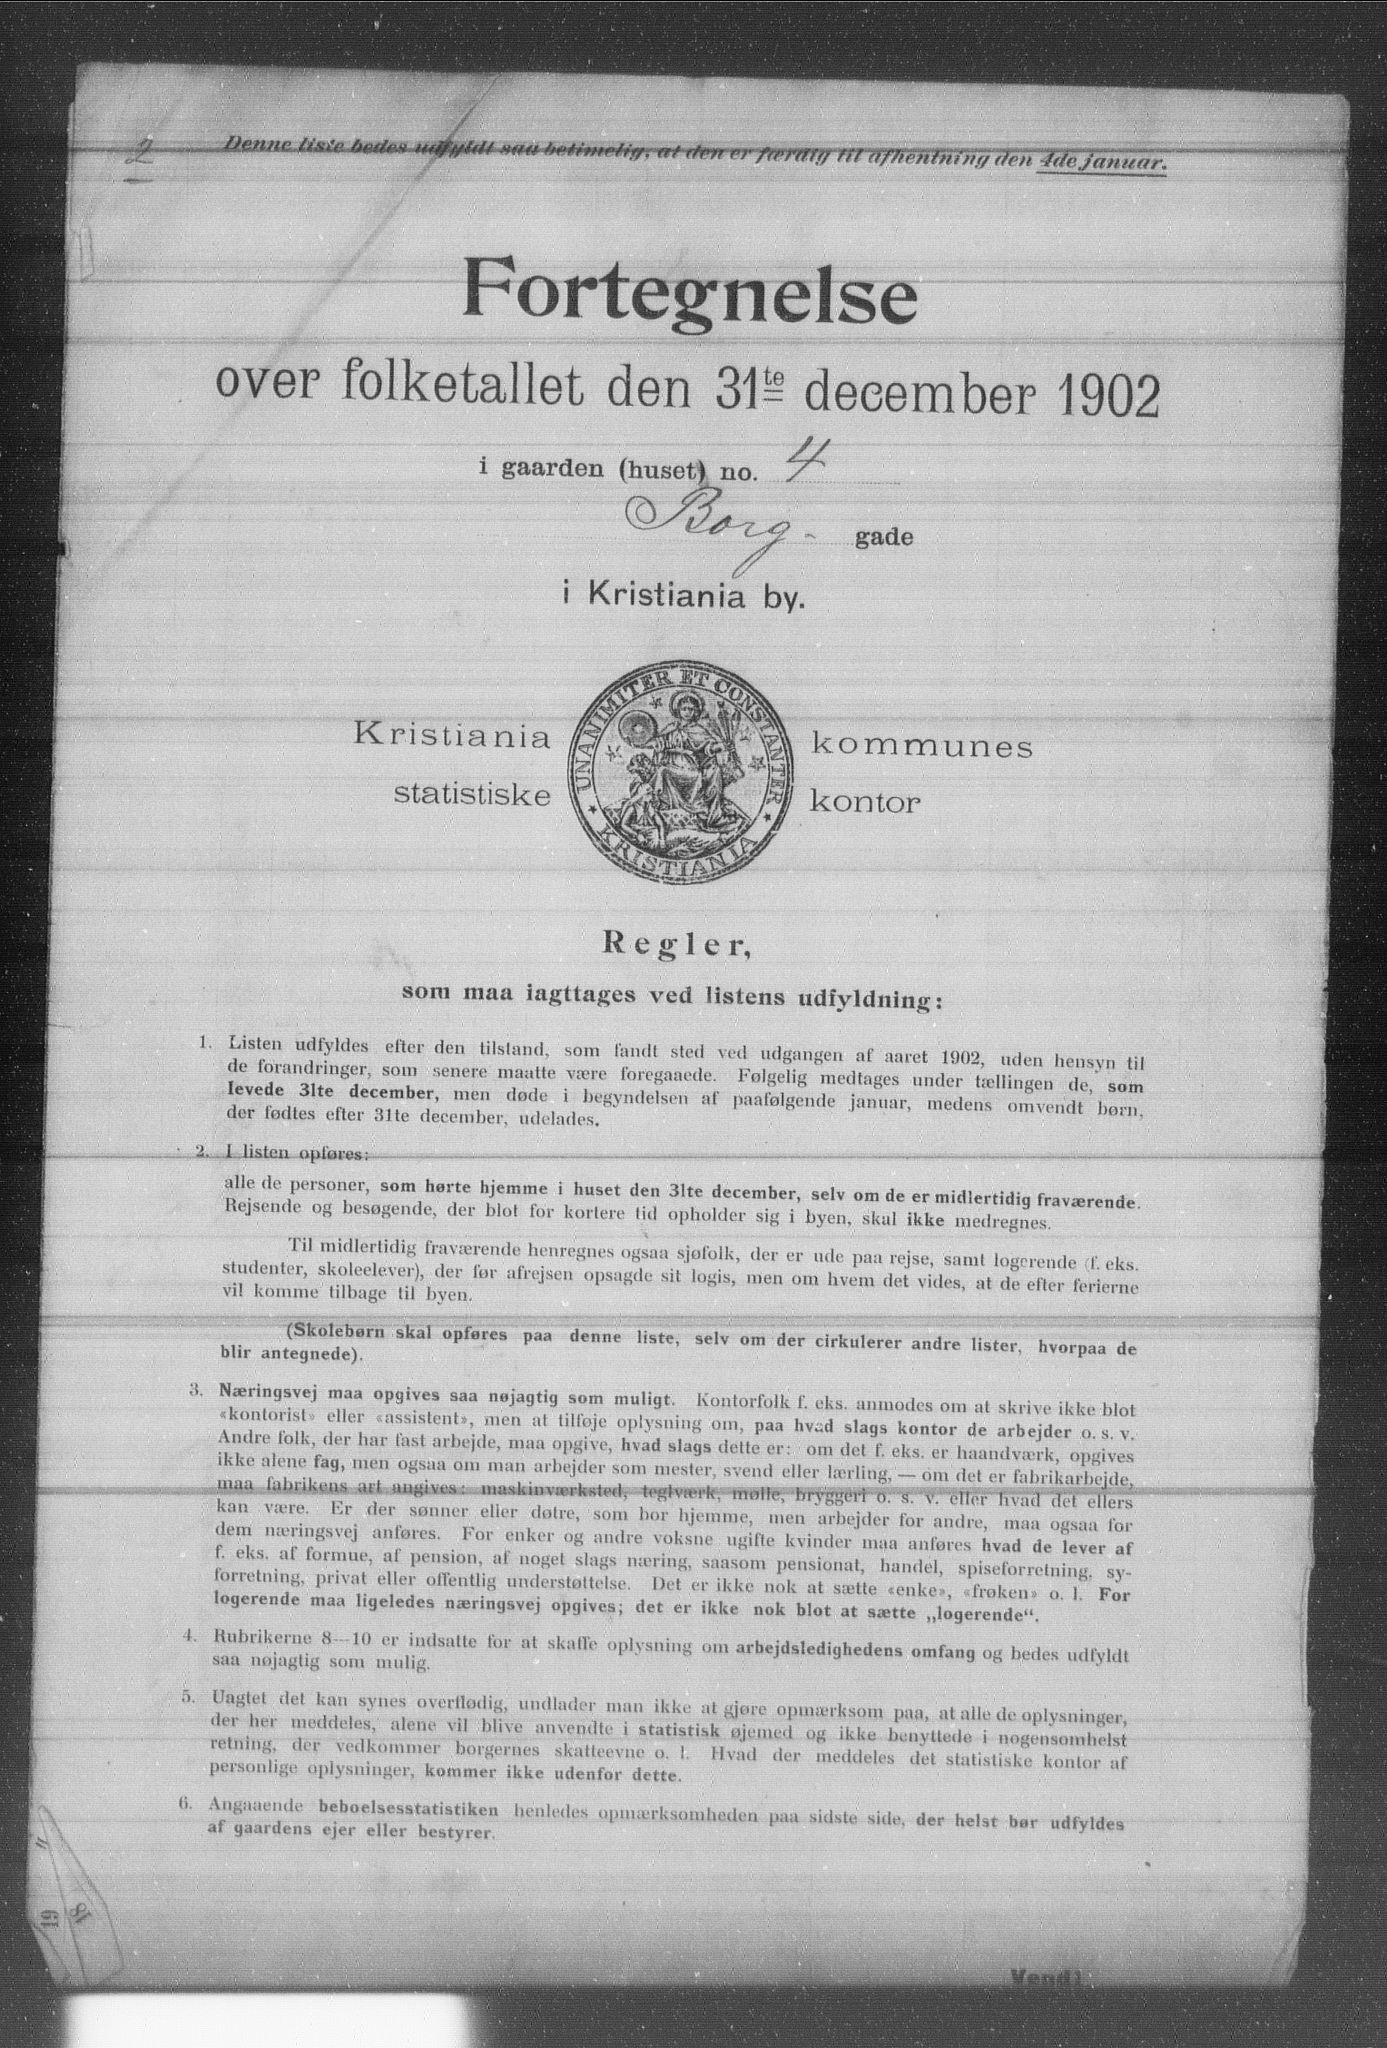 2
Denne liste bedes udfyldt saa betimelig, at den er færdig til afhentning den 4de januar.
Fortegnelse
over folketallet den 31te december 1902
i gaarden (huset) no. 4
Borg- gade
i Kristiania by.
Kristiania kommunes
statistiske kontor
UNANIMITER ET CONSTANTER
KRISTIANIA
Regler,
som maa iagttages ved listens udfyldning:
1. Listen udfyldes efter den tilstand, som fandt sted ved udgangen af aaret 1902, uden hensyn til
de forandringer, som senere maatte være foregaaede. Følgelig medtages under tællingen de, som
levede 31te december, men døde i begyndelsen af paafølgende januar, medens omvendt børn,
der fødtes efter 31te december, udelades.
2. I listen opføres:
alle de personer, som hørte hjemme i huset den 31te december, selv om de er midlertidig fraværende.
Rejsende og besøgende, der blot for kortere tid opholder sig i byen, skal ikke medregnes.
Til midlertidig fraværende henregnes ogsaa sjøfolk, der er ude paa rejse, samt logerende (f. eks.
studenter, skoleelever), der før afrejsen opsagde sit logis, men om hvem det vides, at de efter ferierne
vil komme tilbage til byen.
(Skolebørn skal opføres paa denne liste, selv om der cirkulerer andre lister, hvorpaa de
blir antegnede).
3. Næringsvej maa opgives saa nøjagtig som muligt. Kontorfolk f. eks. anmodes om at skrive ikke blot
«kontorist» eller «assistent», men at tilføje oplysning om, paa hvad slags kontor de arbejder o. s. v.
Andre folk, der har fast arbejde, maa opgive, hvad slags dette er: om det f. eks. er haandværk, opgives
ikke alene fag, men ogsaa om man arbejder som mester, svend eller lærling, — om det er fabrikarbejde,
maa fabrikens art angives: maskinværksted, teglværk, mølle, bryggeri o. s. v. eller hvad det ellers
kan være. Er der sønner eller døtre, som bor hjemme, men arbejder for andre, maa ogsaa for
dem næringsvej anføres. For enker og andre voksne ugifte kvinder maa anføres hvad de lever af
f. eks. af formue, af pension, af noget slags næring, saasom pensionat, handel, spiseforretning, sy-
forretning, privat eller offentlig understøttelse. Det er ikke nok at sætte «enke», «frøken» o. l. For
logerende maa ligeledes næringsvej opgives; det er ikke nok blot at sætte „logerende“.
4. Rubrikerne 8—10 er indsatte for at skaffe oplysning om arbejdsledighedens omfang og bedes udfyldt
saa nøjagtig som mulig.
5. Uagtet det kan synes overflødig, undlader man ikke at gjøre opmærksom paa, at alle de oplysninger,
der her meddeles, alene vil blive anvendte i statistisk øjemed og ikke benyttede i nogensomhelst
retning, der vedkommer borgernes skatteevne o. l. Hvad der meddeles det statistiske kontor af
personlige oplysninger, kommer ikke udenfor dette.
6. Angaaende beboelsesstatistiken henledes opmærksomheden paa sidste side, der helst bør udfyldes
af gaardens ejer eller bestyrer.
19
18
Vend!